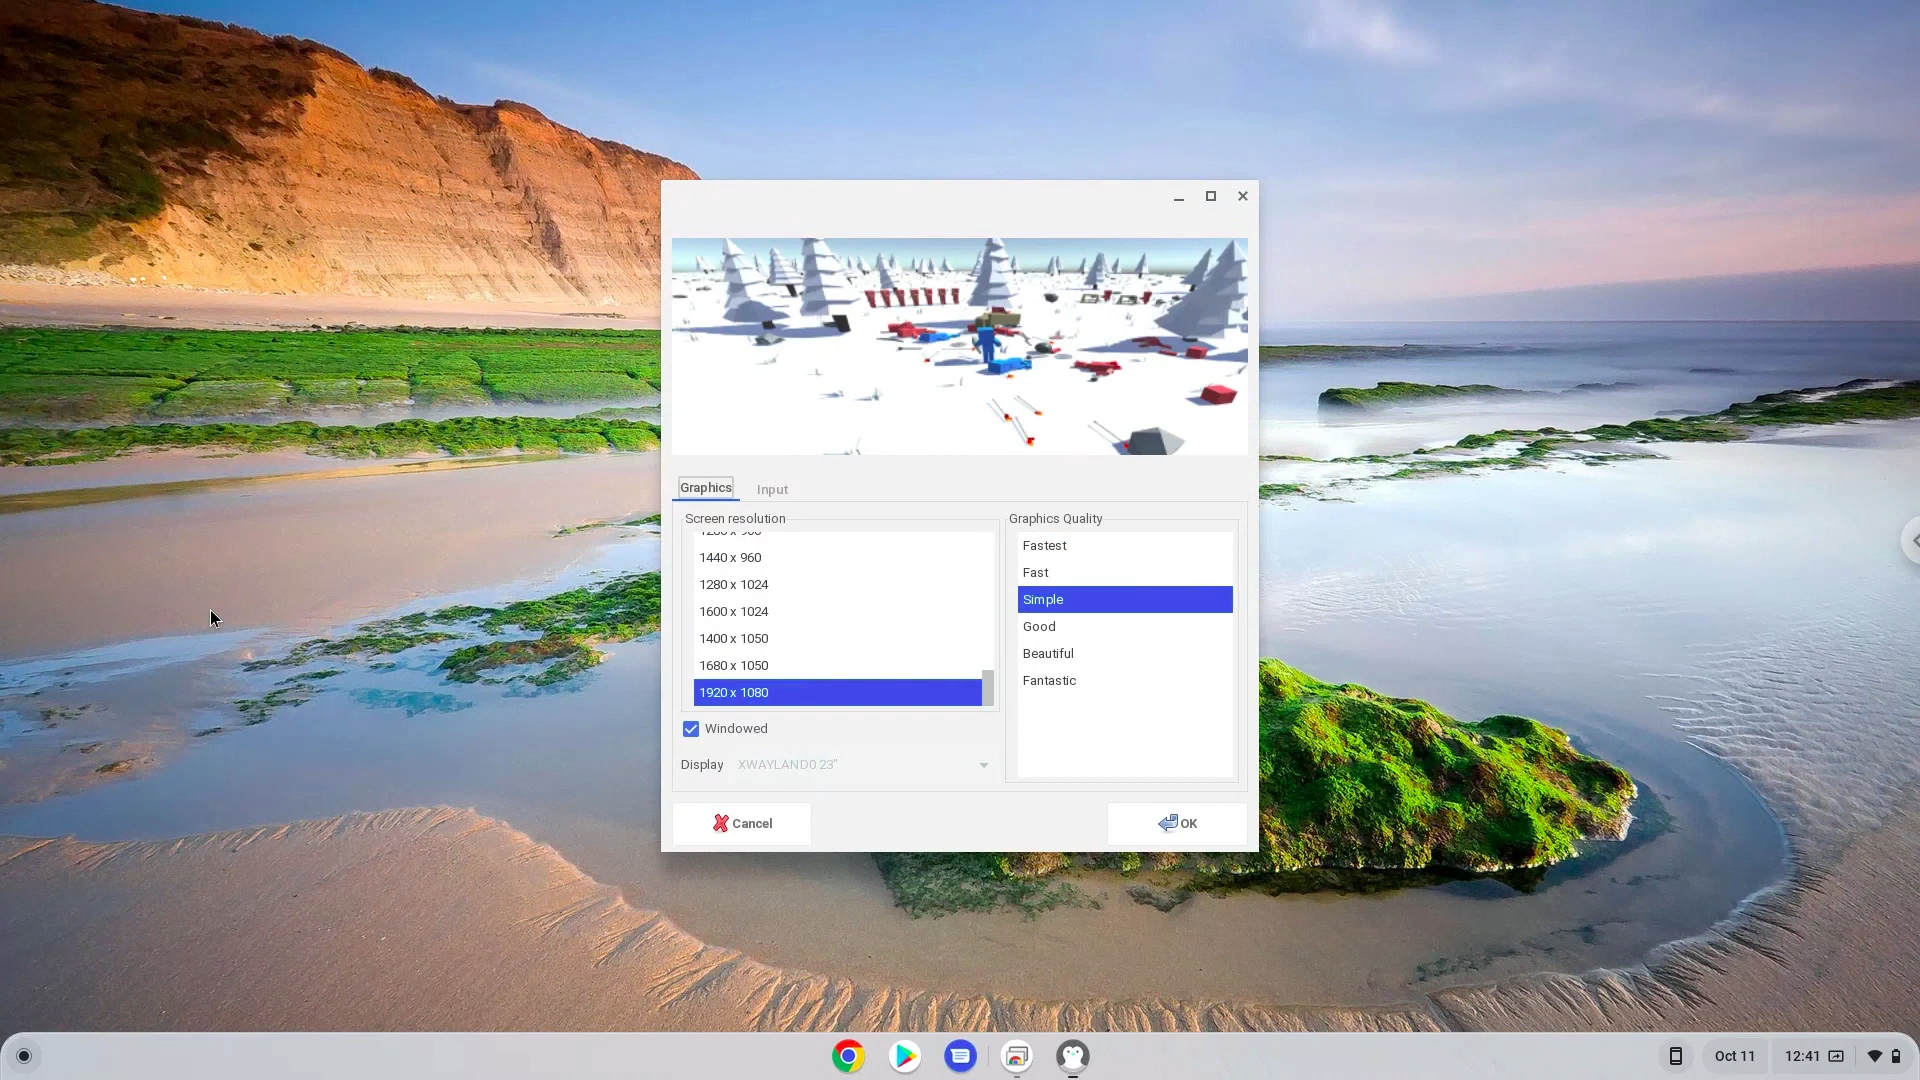 Graphics
Input
Screen resolution
Graphics Quality
1440 x 960
1280 x 1024
1600 x 1024
1400 x 1050
1680 x 1050
1920 x 1080
Fastest
Fast
Simple
Good
Beautiful
Fantastic
Windowed
Display
XWAYLAND0 23"
Cancel
OK
Oct 11
12:41